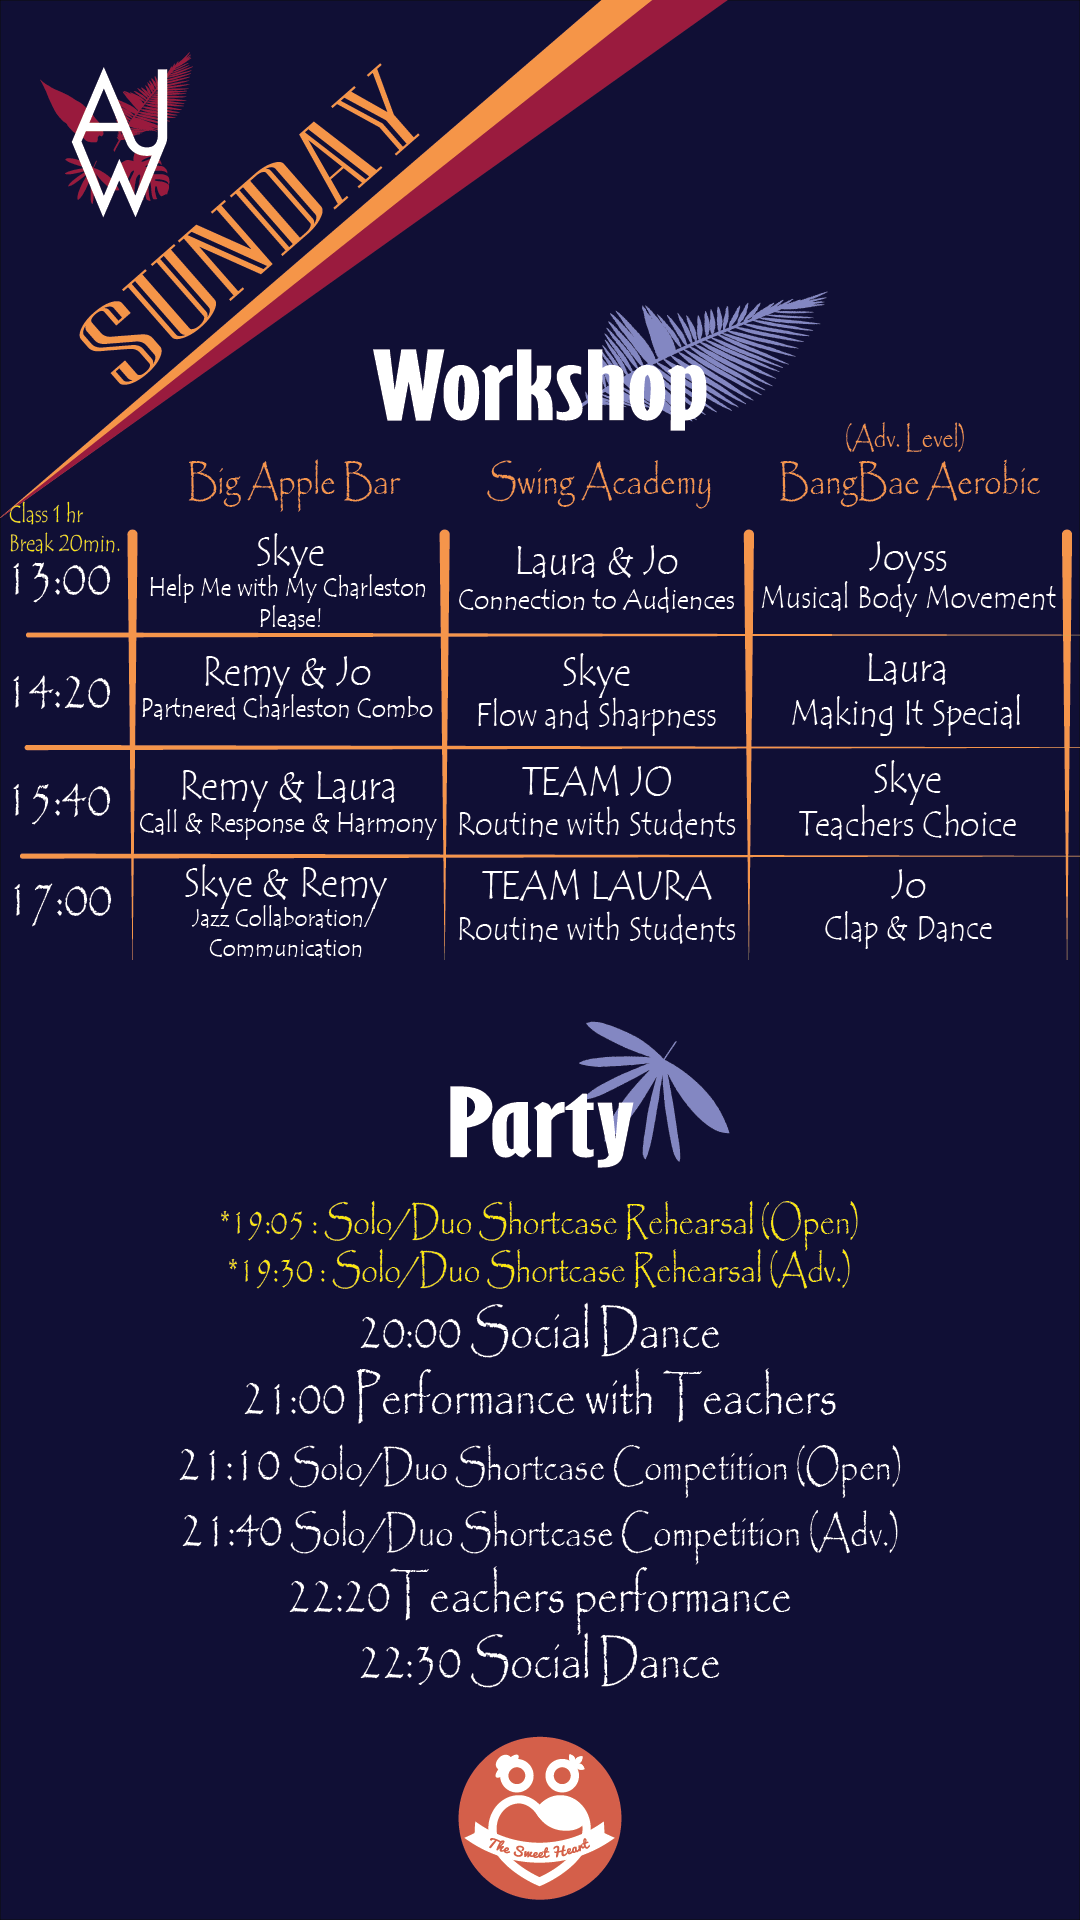 AJW
SUNDAY
Workshop
(Adv. Level)
Big Apple Bar
Swing Academy
BangBae Aerobic
Class 1 hr
Break 20min.
13:00
Skye
Help Me with My Charleston
Please!
Laura & Jo
Connection to Audiences
Joyss
Musical Body Movement
14:20
Remy & Jo
Partnered Charleston Combo
Skye
Flow and Sharpness
Laura
Making It Special
15:40
Remy & Laura
Call & Response & Harmony
TEAM JO
Routine with Students
Skye
Teachers Choice
17:00
Skye & Remy
Jazz Collaboration/
Communication
TEAM LAURA
Routine with Students
Jo
Clap & Dance
Party
*19:05 : Solo/Duo Shortcase Rehearsal (Open)
*19:30 : Solo/Duo Shortcase Rehearsal (Adv.)
20:00 Social Dance
21:00 Performance with Teachers
21:10 Solo/Duo Shortcase Competition (Open)
21:40 Solo/Duo Shortcase Competition (Adv.)
22:20Teachers performance
22:30 Social Dance
The Sweet Heart